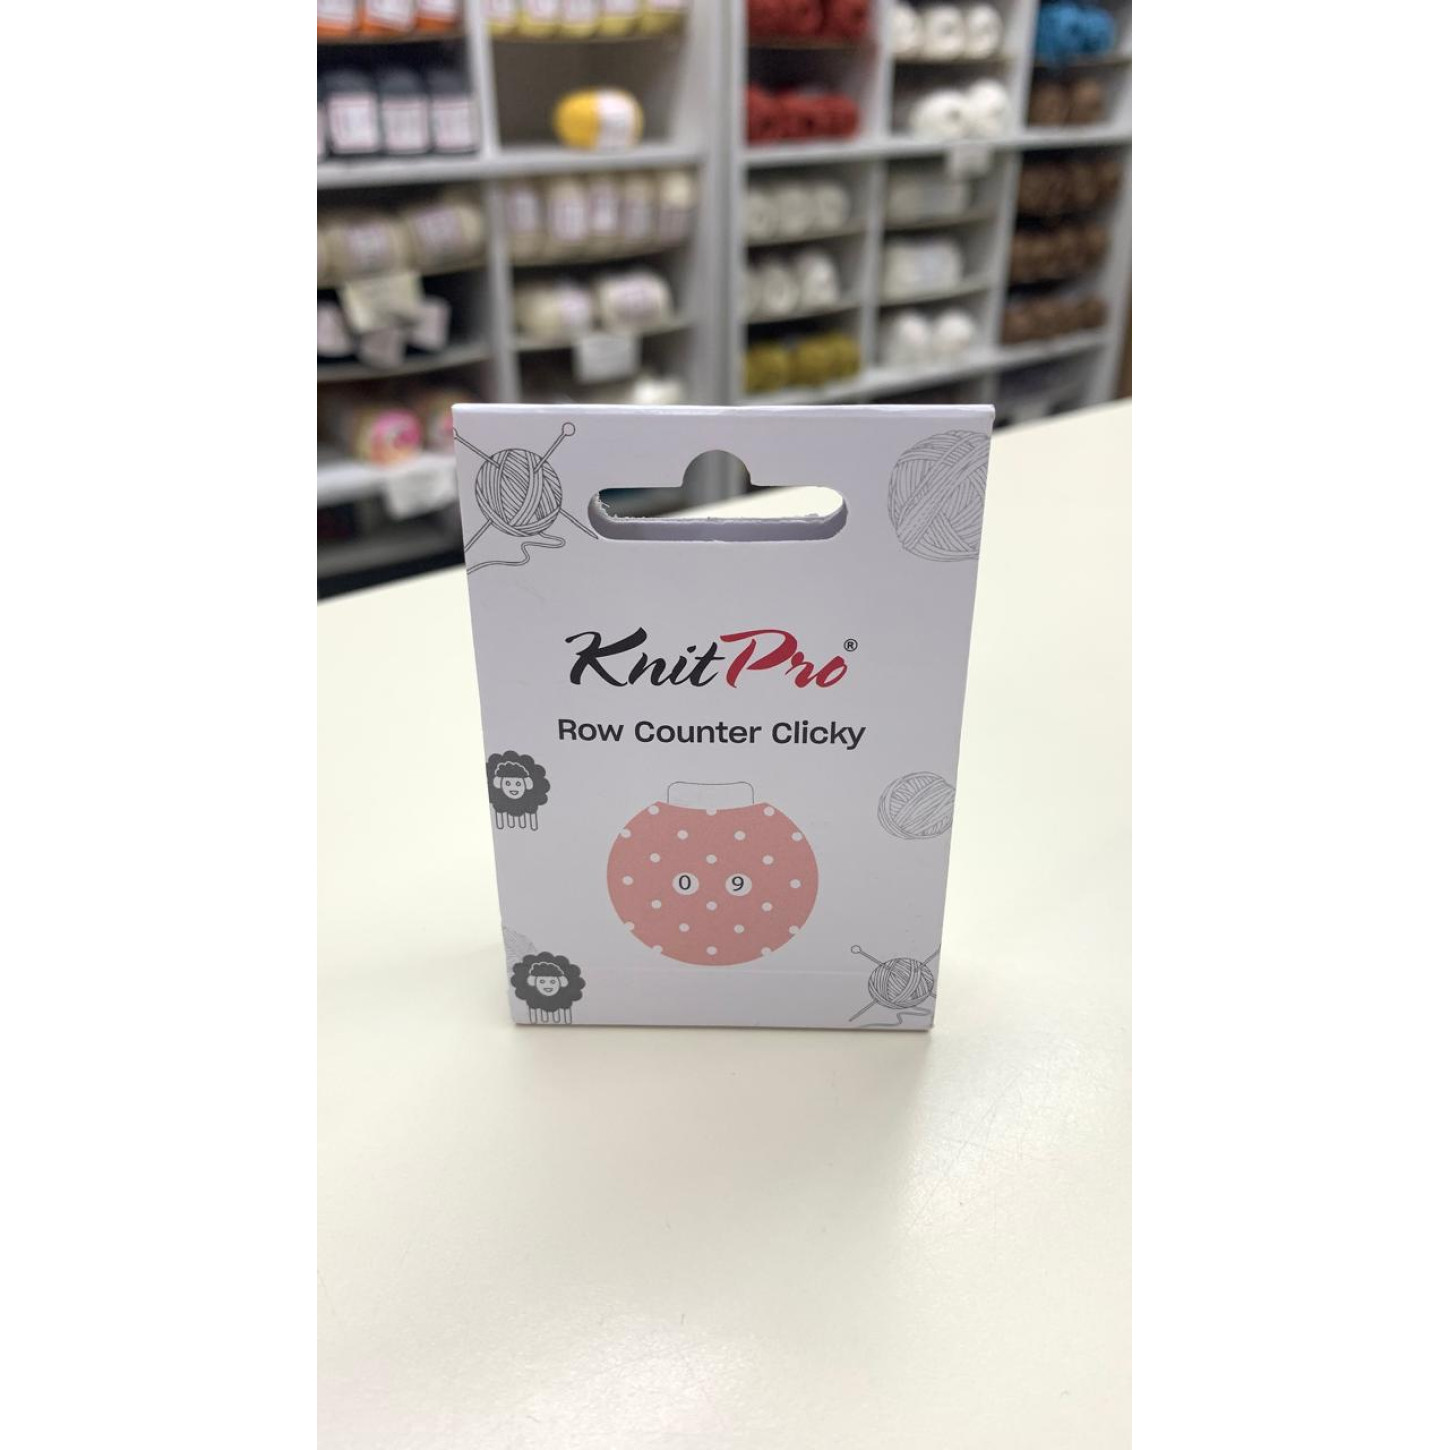 KnitPro®
Row Counter Clicky
0 9